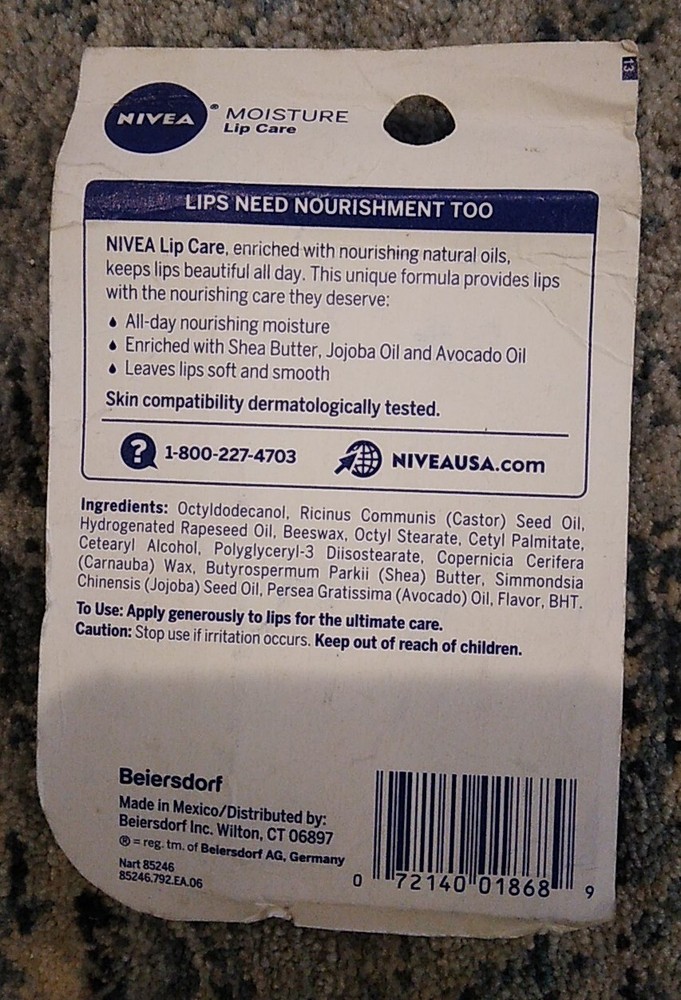 NIVEA® MOISTURE
Lip Care
LIPS NEED NOURISHMENT TOO
NIVEA Lip Care, enriched with nourishing natural oils,
keeps lips beautiful all day. This unique formula provides lips
with the nourishing care they deserve:
All-day nourishing moisture
Enriched with Shea Butter, Jojoba Oil and Avocado Oil
Leaves lips soft and smooth
Skin compatibility dermatologically tested.
? 1-800-227-4703 NIVEAUSA.com
Ingredients: Octyldodecanol, Ricinus Communis (Castor) Seed Oil,
Hydrogenated Rapeseed Oil, Beeswax, Octyl Stearate, Cetyl Palmitate,
Cetearyl Alcohol, Polyglyceryl-3 Diisostearate, Copernicia Cerifera
(Carnauba) Wax, Butyrospermum Parkii (Shea) Butter, Simmondsia
Chinensis (Jojoba) Seed Oil, Persea Gratissima (Avocado) Oil, Flavor, BHT.
To Use: Apply generously to lips for the ultimate care.
Caution: Stop use if irritation occurs. Keep out of reach of children.
Beiersdorf
Made in Mexico/Distributed by:
Beiersdorf Inc. Wilton, CT 06897
® = reg. tm. of Beiersdorf AG, Germany
Nart 85246
85246.792.EA.06
0 72140 01868 9